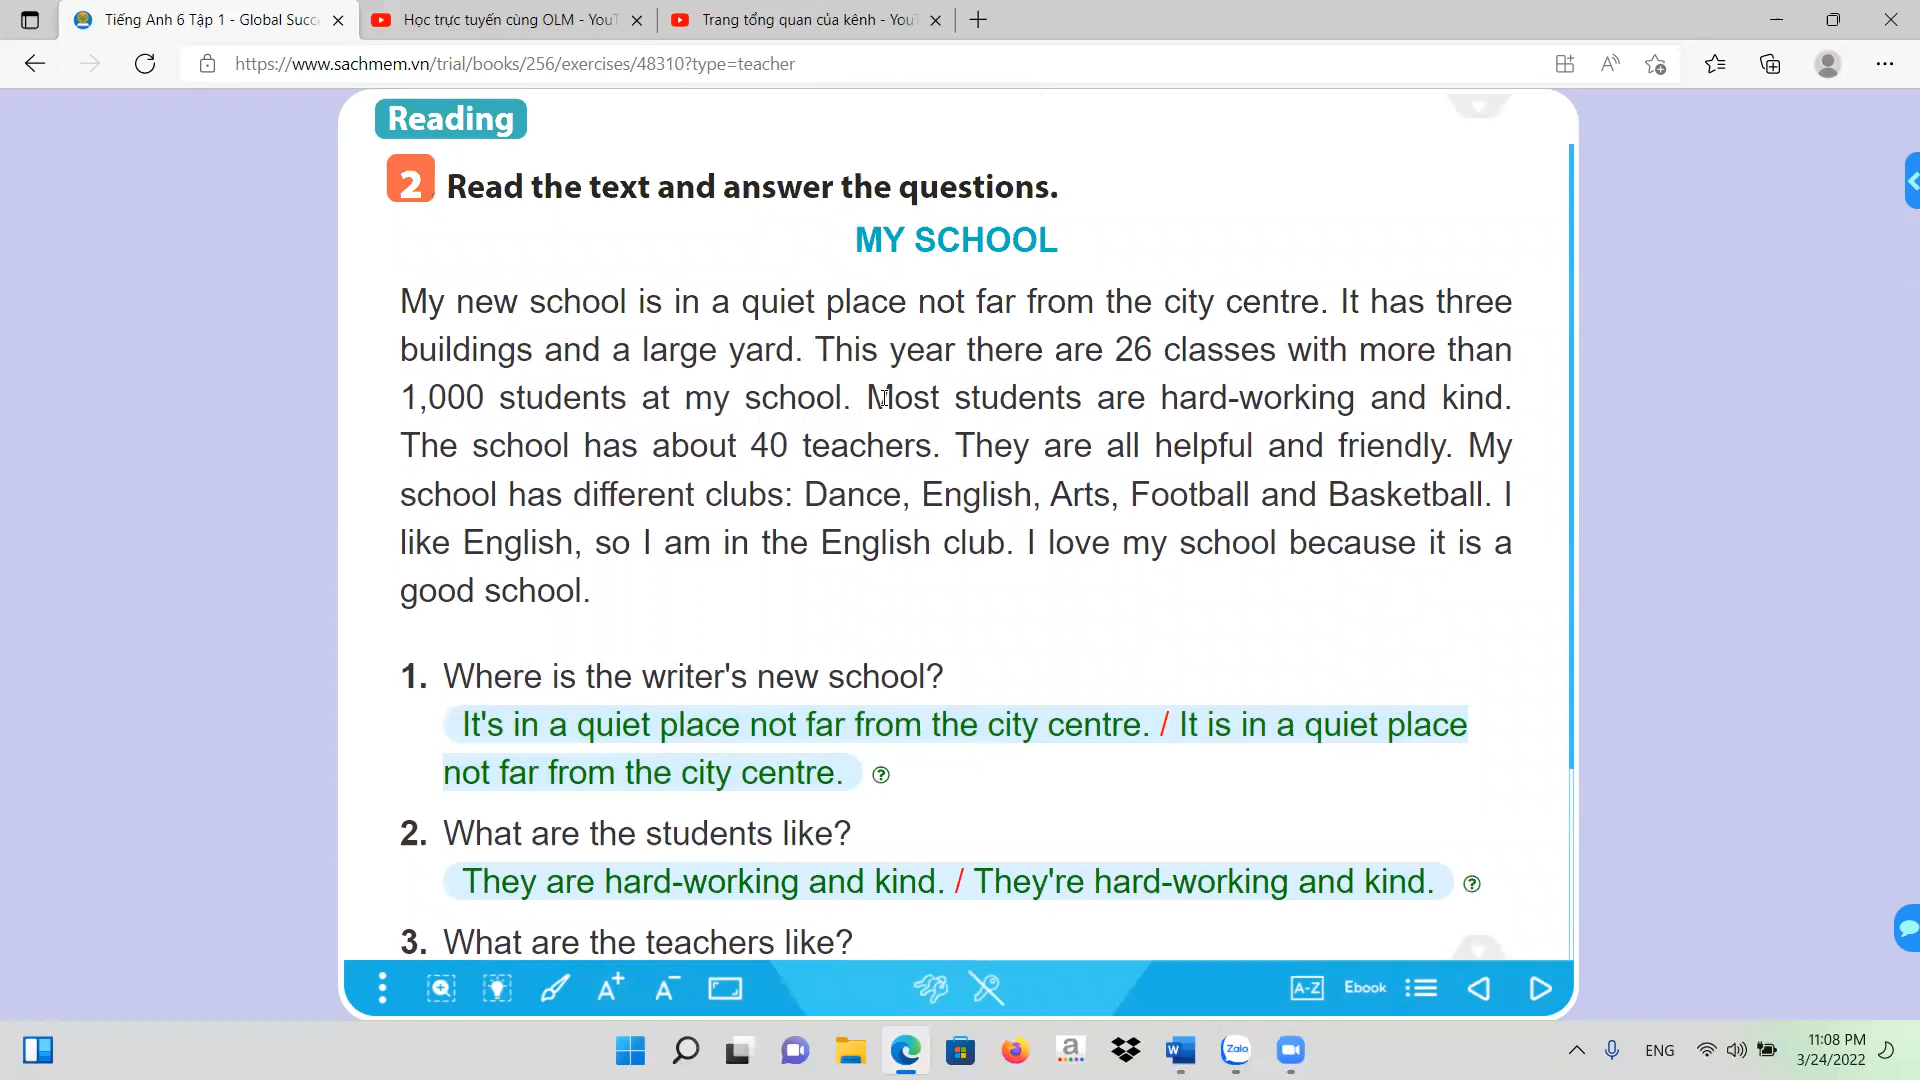 Tiếng Anh 6 Tập 1 - Global Succ
Học trực tuyến cùng OLM - YouT
Trang tổng quan của kênh - YouT
https://www.sachmem.vn/trial/books/256/exercises/48310?type=teacher
Reading
2 Read the text and answer the questions.
MY SCHOOL
My new school is in a quiet place not far from the city centre. It has three
buildings and a large yard. This year there are 26 classes with more than
1,000 students at my school. Most students are hard-working and kind.
The school has about 40 teachers. They are all helpful and friendly. My
school has different clubs: Dance, English, Arts, Football and Basketball. I
like English, so I am in the English club. I love my school because it is a
good school.
1. Where is the writer's new school?
It's in a quiet place not far from the city centre. / It is in a quiet place
not far from the city centre. ?
2. What are the students like?
They are hard-working and kind. / They're hard-working and kind. ?
3. What are the teachers like?
A+ A- A-Z Ebook
a W Zalo
ENG
11:08 PM
3/24/2022